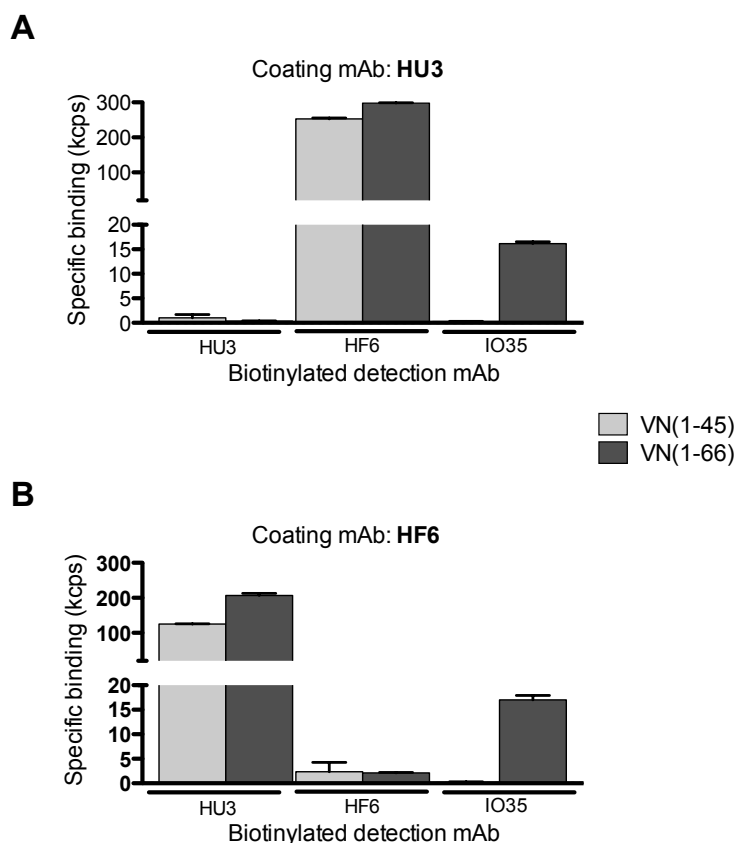 A
Coating mAb: HU3
Specific binding (kcps)
300
200
100
20
15
10
5
0
HU3 HF6 IO35
Biotinylated detection mAb
VN(1-45)
VN(1-66)
B
Coating mAb: HF6
Specific binding (kcps)
300
200
100
20
15
10
5
0
HU3 HF6 IO35
Biotinylated detection mAb